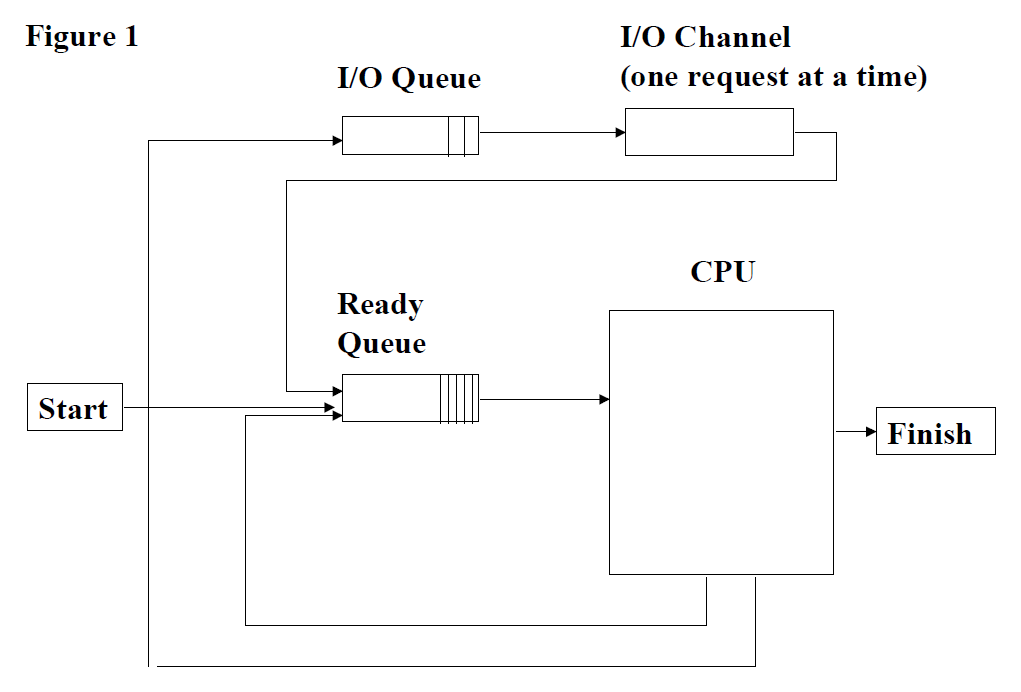 Figure 1
I/O Channel
(one request at a time)
I/O Queue
CPU
Ready
Queue
Start
Finish